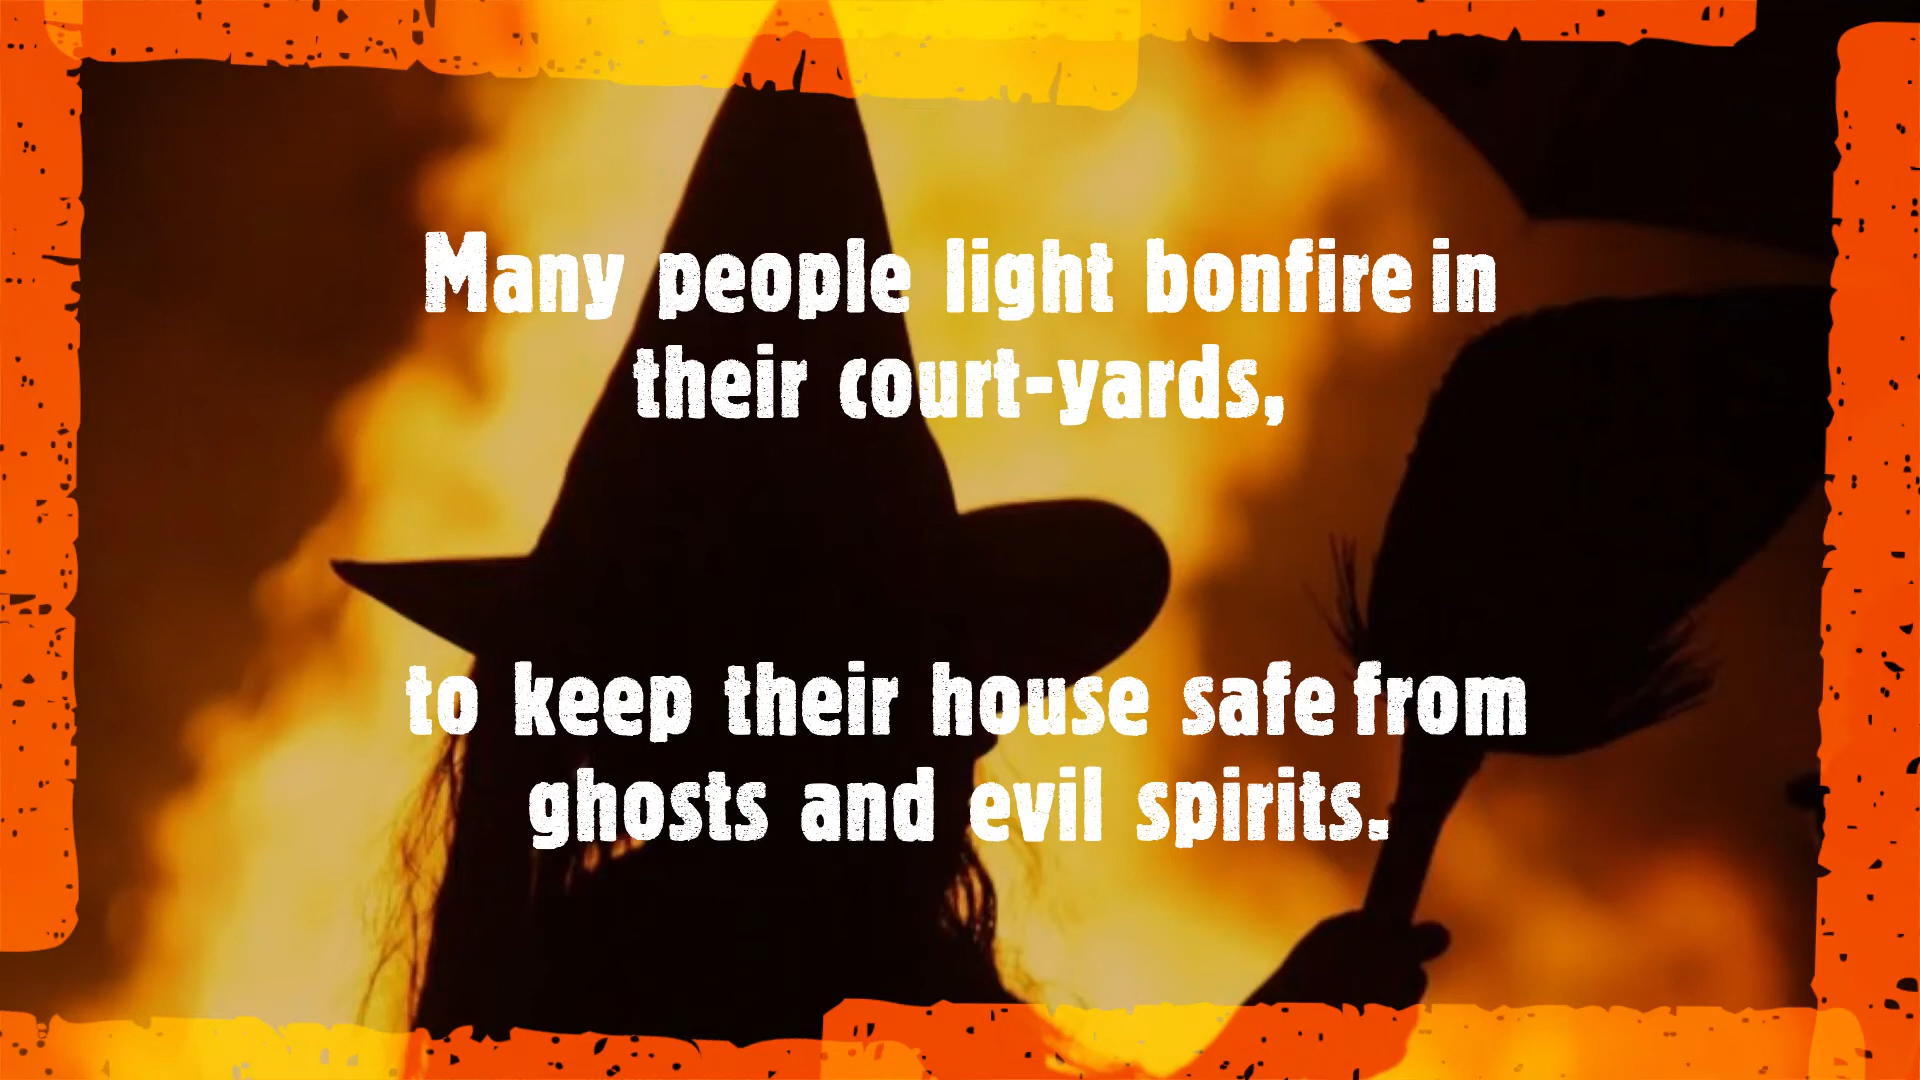 Many people light bonfire in
their court-yards,
to keep their house safe from
ghosts and evil spirits.